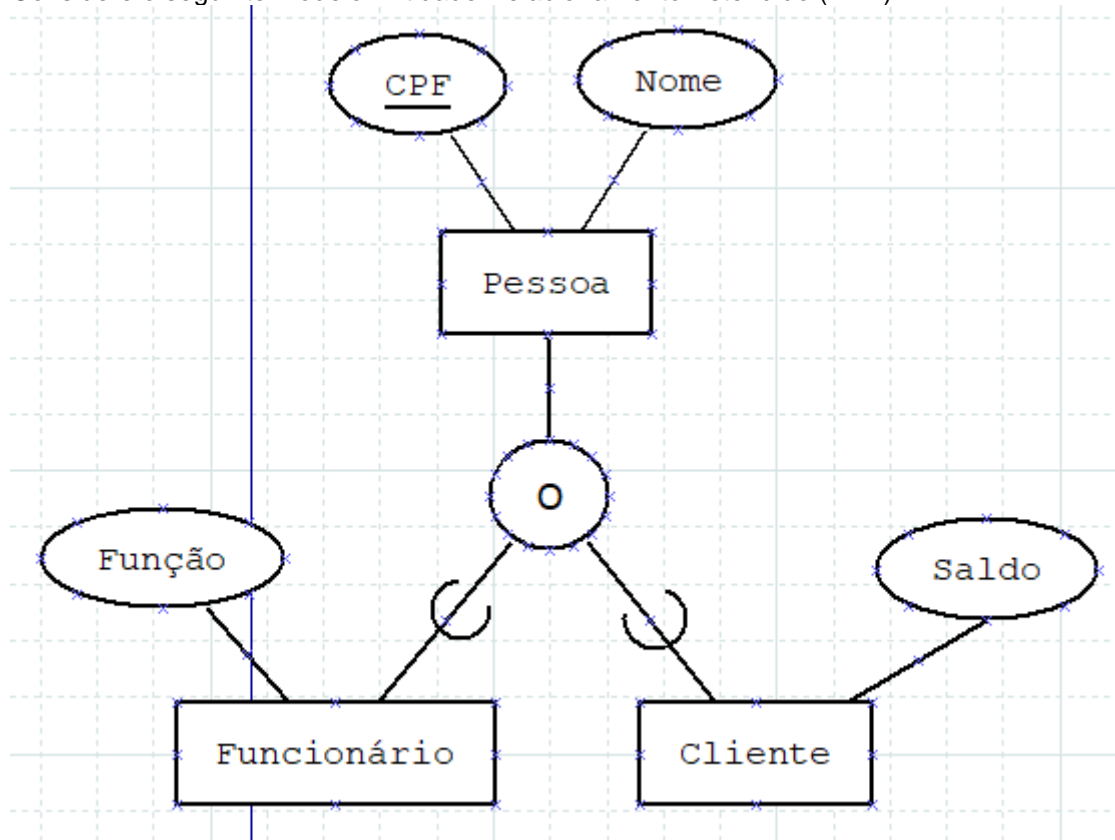 CPF
Nome
Pessoa
O
Função
Saldo
Funcionário
Cliente